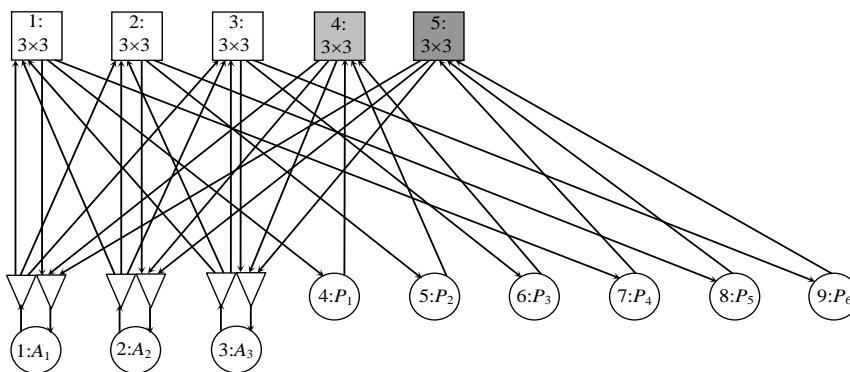 1:
3×3
2:
3×3
3:
3×3
4:
3×3
5:
3×3
4:P₁
5:P₂
6:P₃
7:P₄
8:P₅
9:P₆
1:A₁
2:A₂
3:A₃